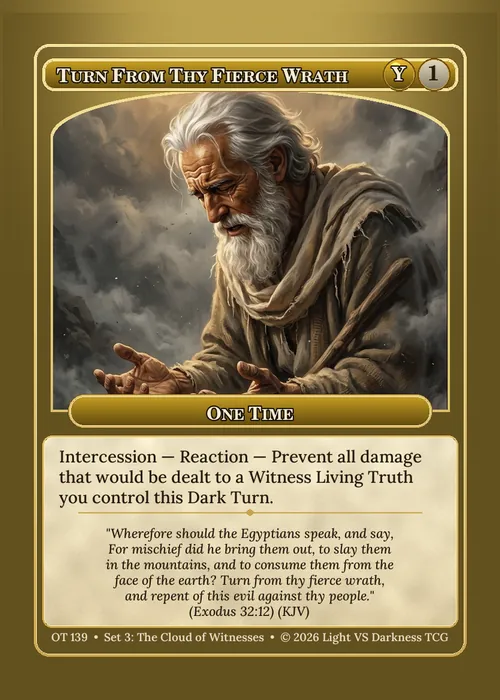 Turn From Thy Fierce Wrath Y 1
One Time
Intercession — Reaction — Prevent all damage
that would be dealt to a Witness Living Truth
you control this Dark Turn.
"Wherefore should the Egyptians speak, and say,
For mischief did he bring them out, to slay them
in the mountains, and to consume them from the
face of the earth? Turn from thy fierce wrath,
and repent of this evil against thy people."
(Exodus 32:12) (KJV)
OT 139 • Set 3: The Cloud of Witnesses • © 2026 Light VS Darkness TCG